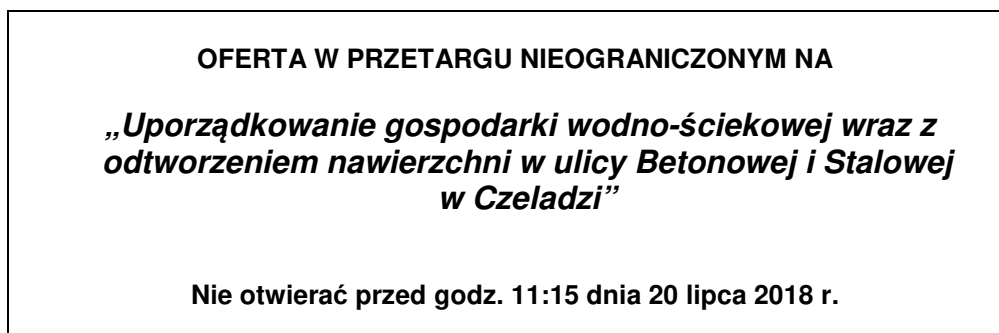 OFERTA W PRZETARGU NIEOGRANICZONYM NA
„Uporządkowanie gospodarki wodno-ściekowej wraz z
odtworzeniem nawierzchni w ulicy Betonowej i Stalowej
w Czeladzi”
Nie otwierać przed godz. 11:15 dnia 20 lipca 2018 r.